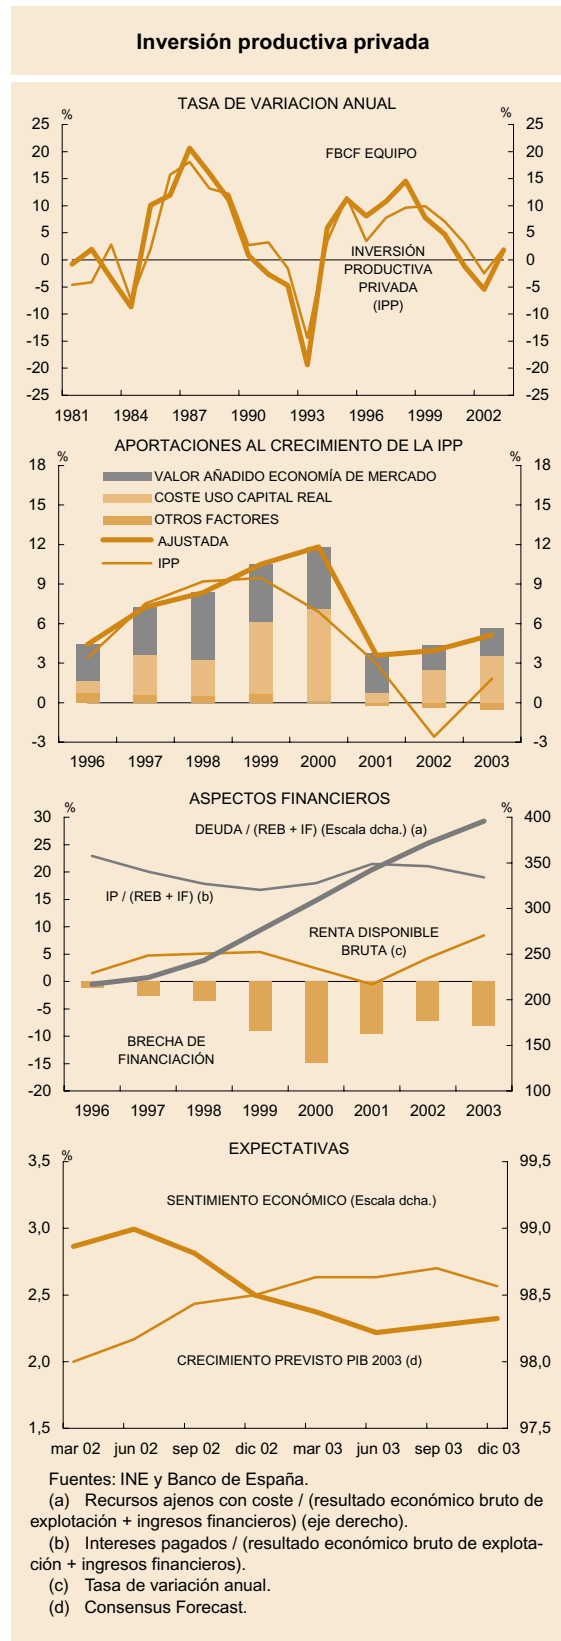 Inversión productiva privada
TASA DE VARIACION ANUAL
% %
25 25
20 20
15 15
10 10
5 5
0 0
-5 -5
-10 -10
-15 -15
-20 -20
-25 -25
FBCF EQUIPO
INVERSIÓN
PRODUCTIVA
PRIVADA
(IPP)
1981 1984 1987 1990 1993 1996 1999 2002
APORTACIONES AL CRECIMIENTO DE LA IPP
% %
18 18
15 15
12 12
9 9
6 6
3 3
0 0
-3 -3
VALOR AÑADIDO ECONOMÍA DE MERCADO
COSTE USO CAPITAL REAL
OTROS FACTORES
AJUSTADA
IPP
1996 1997 1998 1999 2000 2001 2002 2003
ASPECTOS FINANCIEROS
% %
30 400
25 350
20 300
15 250
10 200
5 150
0 100
-5
-10
-15
-20
DEUDA / (REB + IF) (Escala dcha.) (a)
IP / (REB + IF) (b)
RENTA DISPONIBLE
BRUTA (c)
BRECHA DE
FINANCIACIÓN
1996 1997 1998 1999 2000 2001 2002 2003
EXPECTATIVAS
%
3,5 99,5
3,0 99,0
2,5 98,5
2,0 98,0
1,5 97,5
SENTIMIENTO ECONÓMICO (Escala dcha.)
CRECIMIENTO PREVISTO PIB 2003 (d)
mar 02 jun 02 sep 02 dic 02 mar 03 jun 03 sep 03 dic 03
Fuentes: INE y Banco de España.
(a) Recursos ajenos con coste / (resultado económico bruto de
explotación + ingresos financieros) (eje derecho).
(b) Intereses pagados / (resultado económico bruto de explota-
ción + ingresos financieros).
(c) Tasa de variación anual.
(d) Consensus Forecast.